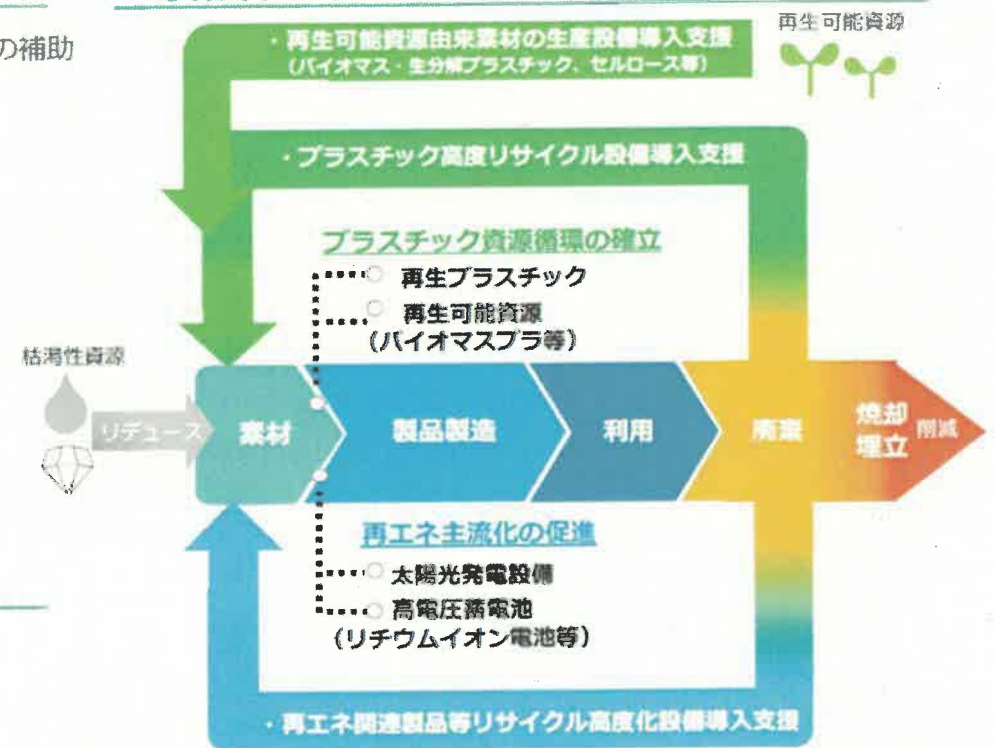 の補助
・再生可能資源由来素材の生産設備導入支援
(バイオマス・生分解プラスチック、セルロース等)
再生可能資源
・プラスチック高度リサイクル設備導入支援
プラスチック資源循環の確立
再生プラスチック
再生可能資源
(バイオマスプラ等)
枯渇性資源
リデュース
素材
製品製造
利用
廃棄
焼却
埋立
削減
再エネ主流化の促進
太陽光発電設備
高電圧蓄電池
(リチウムイオン電池等)
・再エネ関連製品等リサイクル高度化設備導入支援